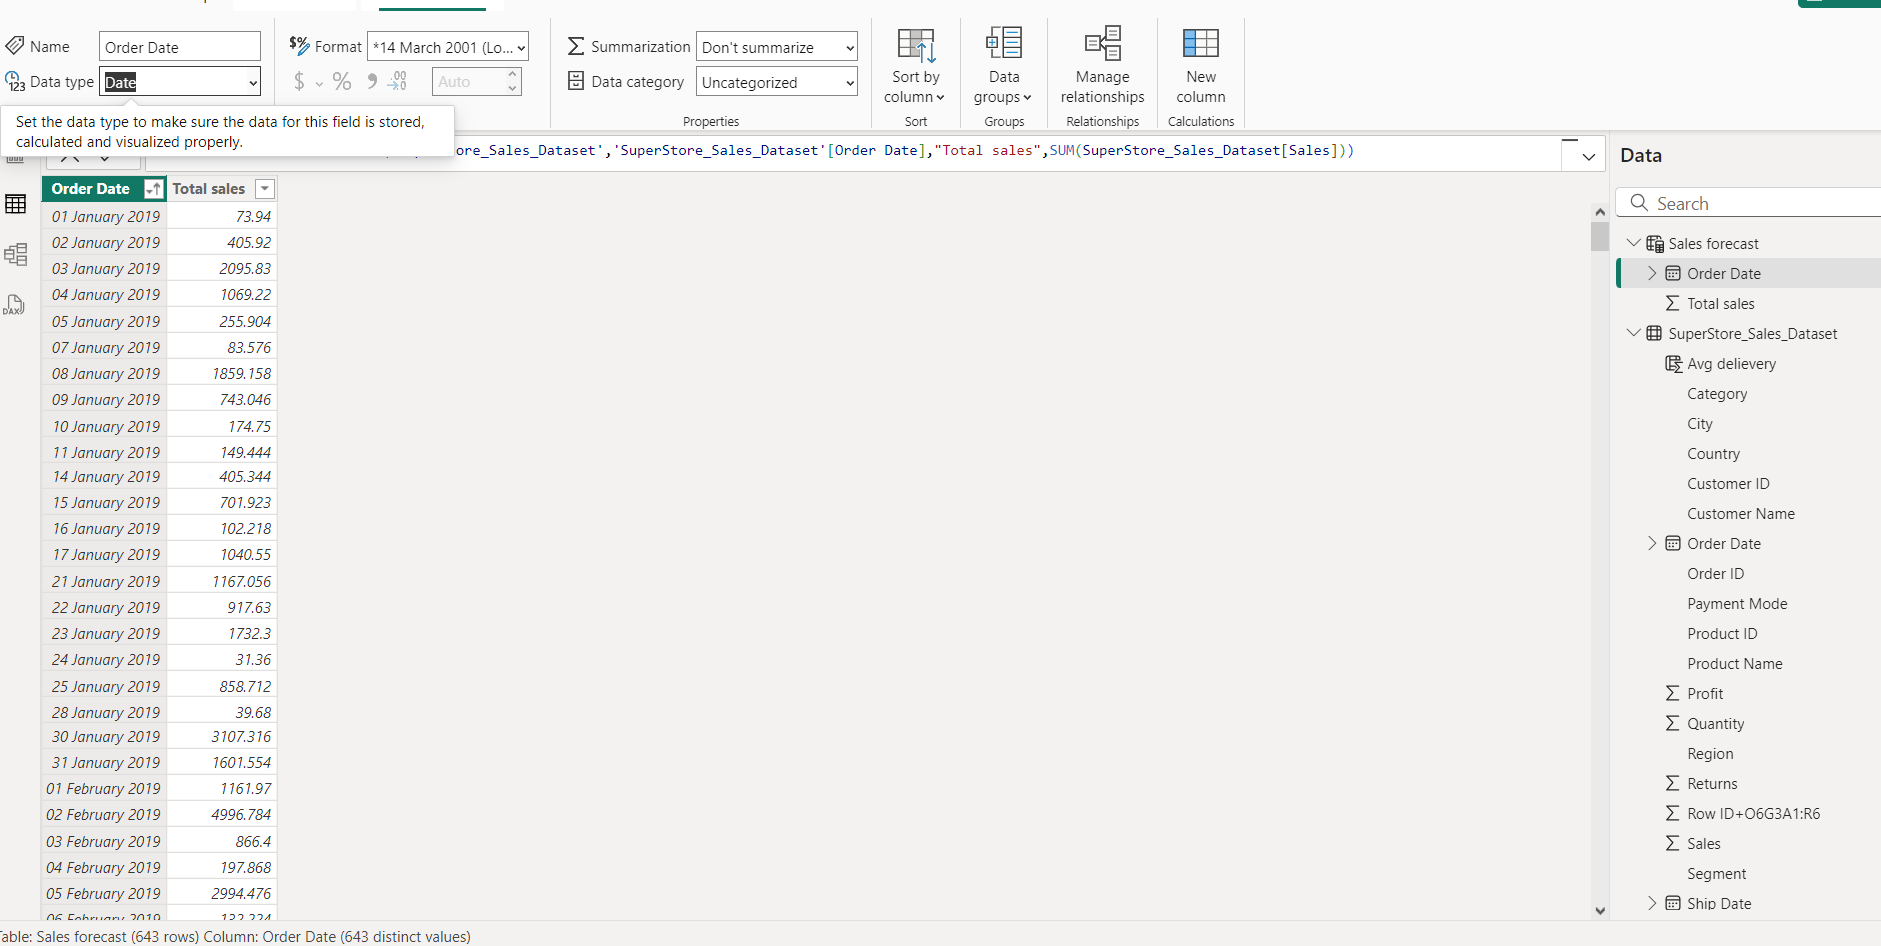 Name
Order Date
Format
*14 March 2001 (Lo...
Summarization
Don't summarize
Data type
Date
$
%
Auto
Data category
Uncategorized
Sort by
column
Data
groups
Manage
relationships
New
column
Set the data type to make sure the data for this field is stored,
calculated and visualized properly.
Properties
Sort
Groups
Relationships
Calculations
ore_Sales_Dataset','SuperStore_Sales_Dataset'[Order Date],"Total sales",SUM(SuperStore_Sales_Dataset[Sales]))
Order Date Total sales
01 January 2019 73.94
02 January 2019 405.92
03 January 2019 2095.83
04 January 2019 1069.22
05 January 2019 255.904
07 January 2019 83.576
08 January 2019 1859.158
09 January 2019 743.046
10 January 2019 174.75
11 January 2019 149.444
14 January 2019 405.344
15 January 2019 701.923
16 January 2019 102.218
17 January 2019 1040.55
21 January 2019 1167.056
22 January 2019 917.63
23 January 2019 1732.3
24 January 2019 31.36
25 January 2019 858.712
28 January 2019 39.68
30 January 2019 3107.316
31 January 2019 1601.554
01 February 2019 1161.97
02 February 2019 4996.784
03 February 2019 866.4
04 February 2019 197.868
05 February 2019 2994.476
06 February 2019 132.224
DAX
Data
Search
Sales forecast
Order Date
Total sales
SuperStore_Sales_Dataset
Avg delievery
Category
City
Country
Customer ID
Customer Name
Order Date
Order ID
Payment Mode
Product ID
Product Name
Profit
Quantity
Region
Returns
Row ID+O6G3A1:R6
Sales
Segment
Ship Date
able: Sales forecast (643 rows) Column: Order Date (643 distinct values)